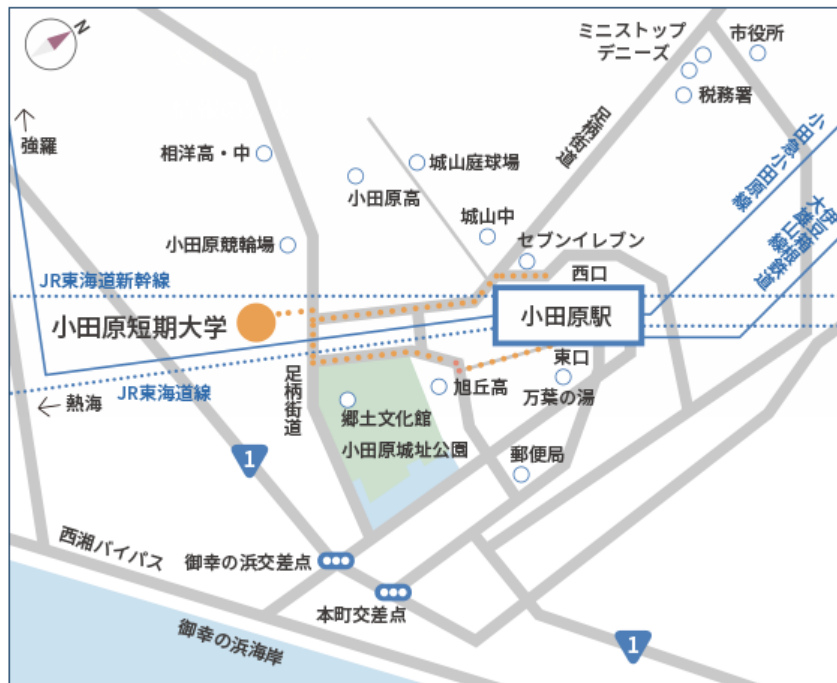 N
ミニストップ
デニーズ
市役所
税務署
強羅
相洋高・中
小田原高
城山庭球場
足柄街道
小田急小田原線
大雄山線
伊豆箱根鉄道
城山中
小田原競輪場
セブンイレブン
西口
JR東海道新幹線
小田原短期大学
小田原駅
東口
万葉の湯
旭丘高
JR東海道線
熱海
足柄街道
郷土文化館
小田原城址公園
郵便局
1
西湘バイパス
御幸の浜交差点
本町交差点
御幸の浜海岸
1